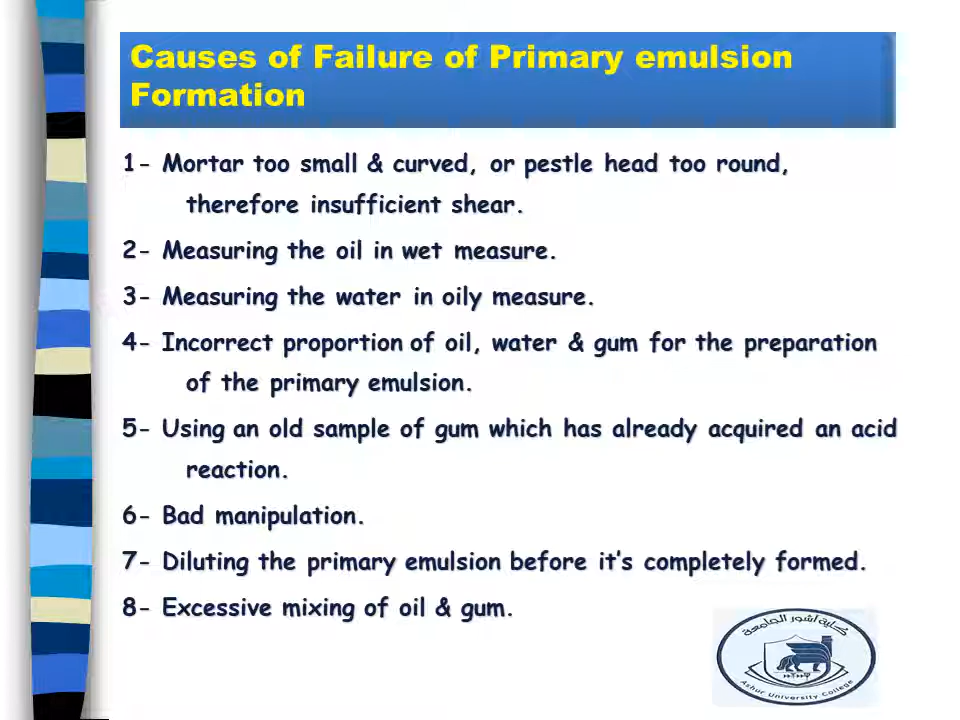 Causes of Failure of Primary emulsion
Formation
1- Mortar too small & curved, or pestle head too round,
therefore insufficient shear.
2- Measuring the oil in wet measure.
3- Measuring the water in oily measure.
4- Incorrect proportion of oil, water & gum for the preparation
of the primary emulsion.
5- Using an old sample of gum which has already acquired an acid
reaction.
6- Bad manipulation.
7- Diluting the primary emulsion before it’s completely formed.
8- Excessive mixing of oil & gum.
كلية آشور الجامعة
Ashur University College